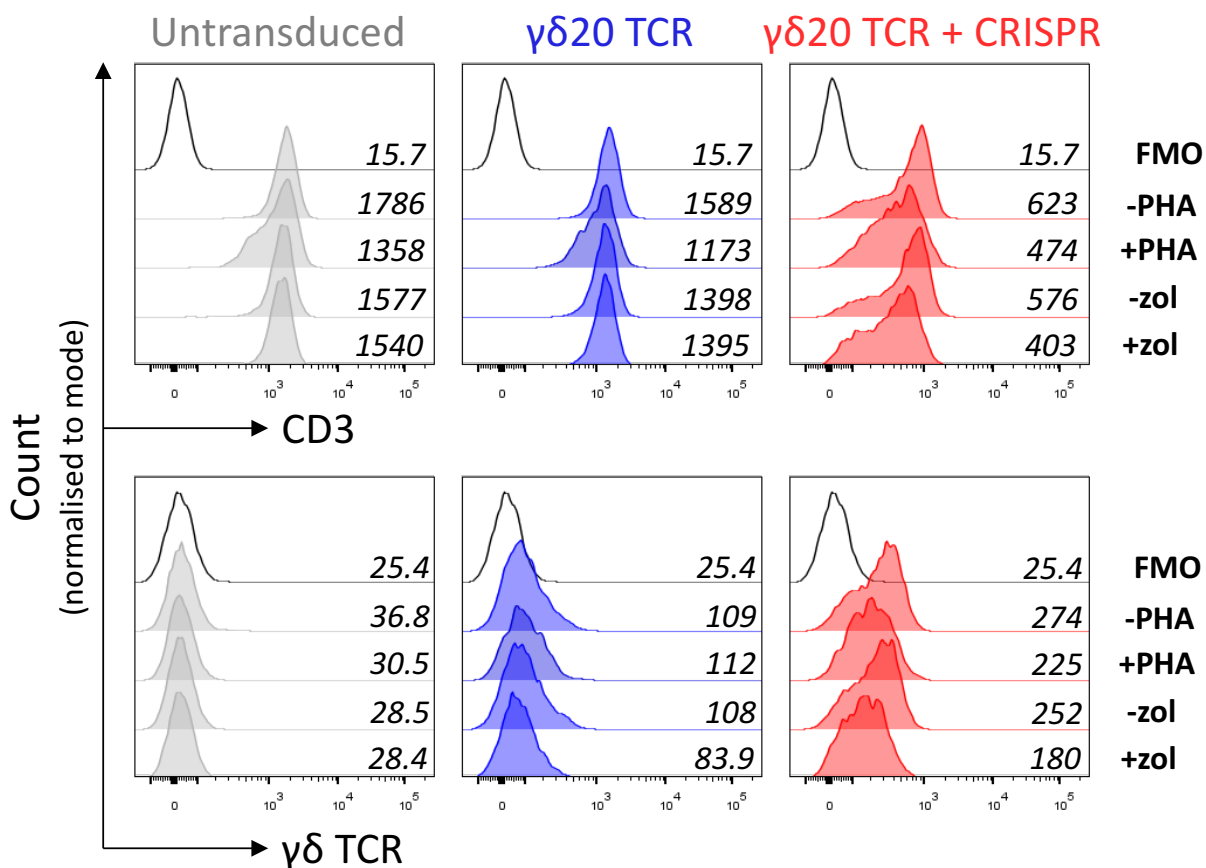 Untransduced γδ20 TCR γδ20 TCR + CRISPR
15.7 15.7 15.7 FMO
1786 1589 623 -PHA
1358 1173 474 +PHA
1577 1398 576 -zol
1540 1395 403 +zol
0 10³ 10⁴ 10⁵ 0 10³ 10⁴ 10⁵ 0 10³ 10⁴ 10⁵
CD3
Count
(normalised to mode)
25.4 25.4 25.4 FMO
36.8 109 274 -PHA
30.5 112 225 +PHA
28.5 108 252 -zol
28.4 83.9 180 +zol
0 10³ 10⁴ 10⁵ 0 10³ 10⁴ 10⁵ 0 10³ 10⁴ 10⁵
γδ TCR